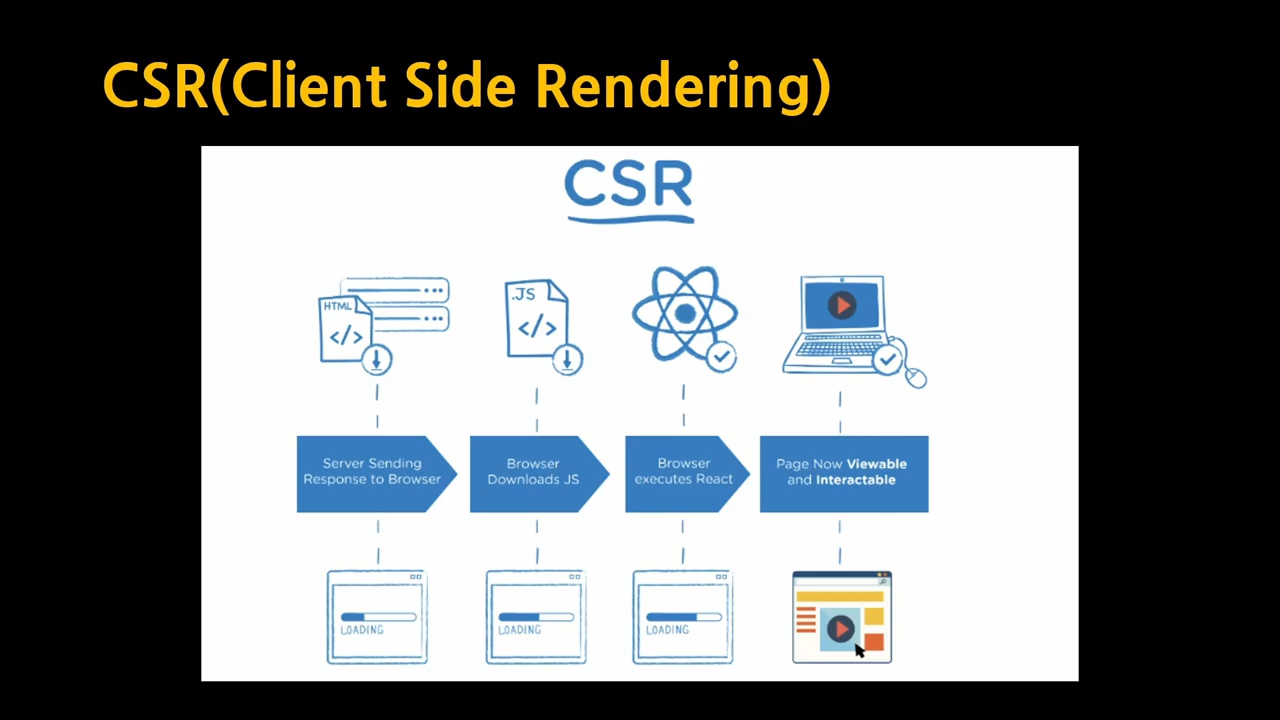 CSR(Client Side Rendering)
CSR
HTML
</>
.JS
</>
Server Sending
Response to Browser
Browser
Downloads JS
Browser
executes React
Page Now Viewable
and Interactable
LOADING
LOADING
LOADING